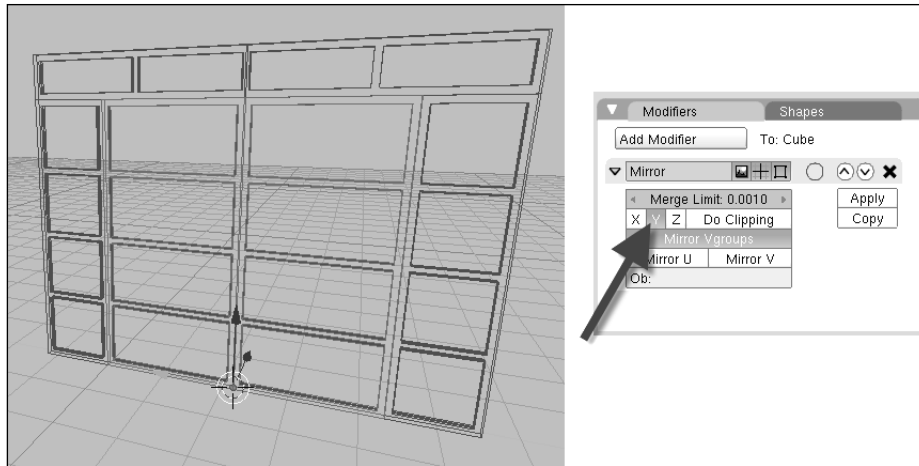 Modifiers Shapes
Add Modifier To: Cube
Mirror
Merge Limit: 0.0010 Apply
X Y Z Do Clipping Copy
Mirror Vgroups
Mirror U Mirror V
Ob: